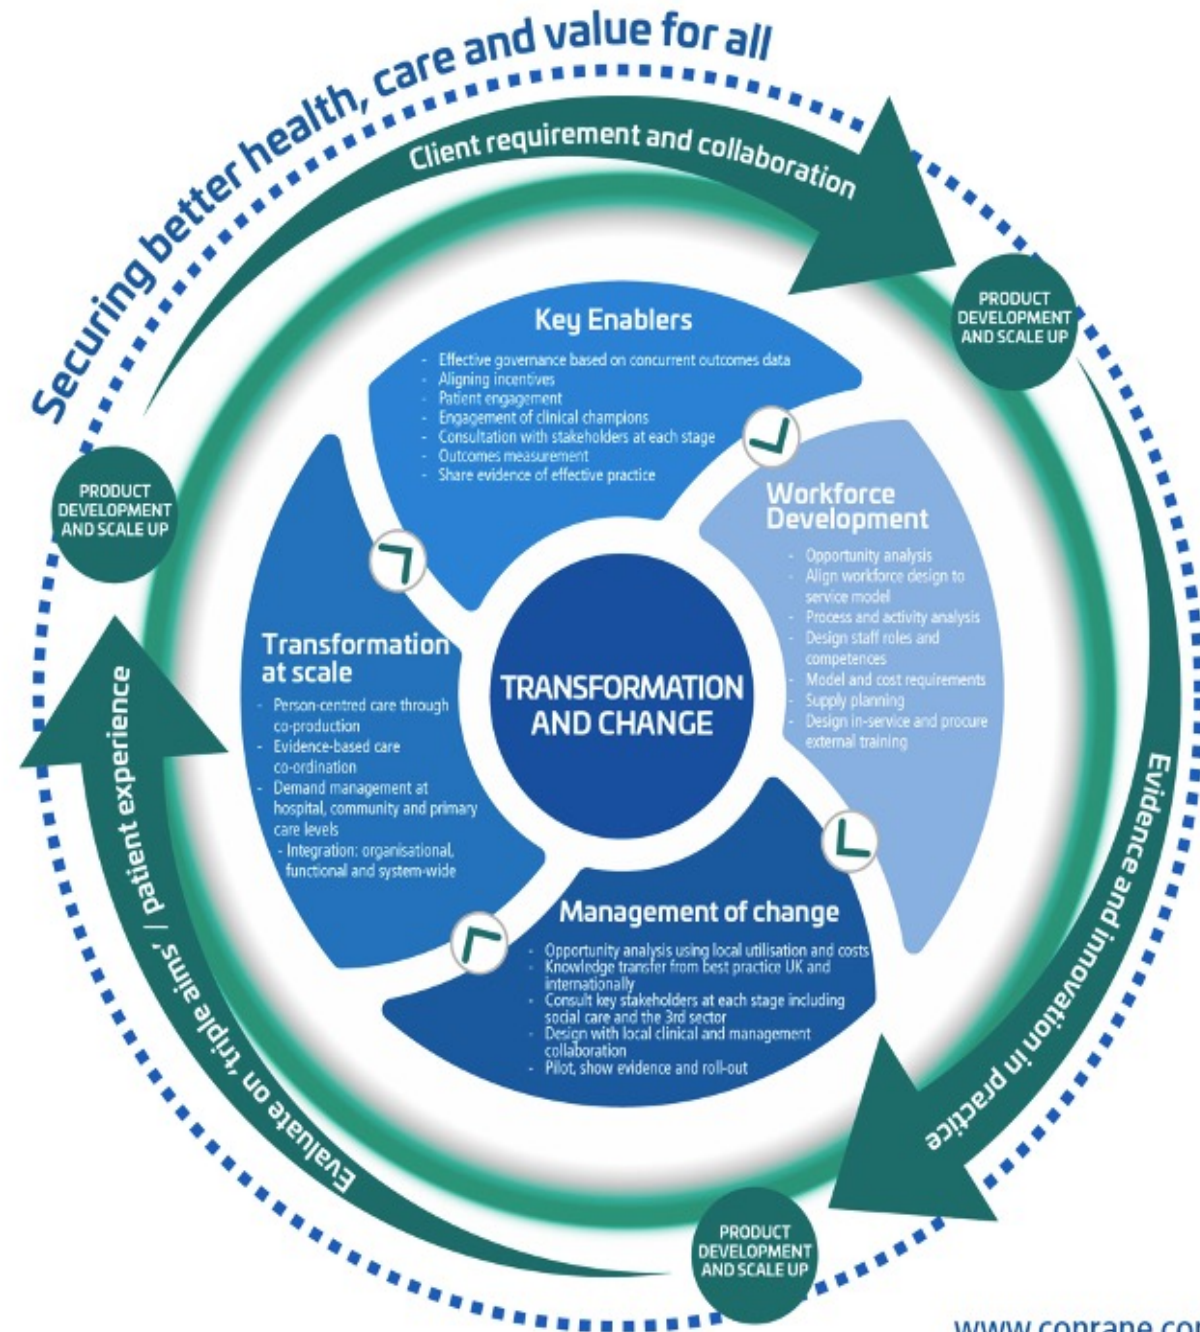 Securing better health, care and value for all
Client requirement and collaboration
PRODUCT
DEVELOPMENT
AND SCALE UP
Key Enablers
- Effective governance based on concurrent outcomes data
- Aligning incentives
- Patient engagement
- Engagement of clinical champions
- Consultation with stakeholders at each stage
- Outcomes measurement
- Share evidence of effective practice
Workforce
Development
- Opportunity analysis
- Align workforce design to
service model
- Process and activity analysis
- Design staff roles and
competences
- Model and cost requirements
- Supply planning
- Design in-service and procure
external training
Evidence and innovation in practice
PRODUCT
DEVELOPMENT
AND SCALE UP
Management of change
- Opportunity analysis using local utilisation and costs
- Knowledge transfer from best practice UK and
internationally
- Consult key stakeholders at each stage including
social care and the 3rd sector
- Design with local clinical and management
collaboration
- Pilot, show evidence and roll-out
Evaluate on 'triple aims' / patient experience
PRODUCT
DEVELOPMENT
AND SCALE UP
Transformation
at scale
- Person-centred care through
co-production
- Evidence-based care
co-ordination
- Demand management at
hospital, community and primary
care levels
- Integration: organisational,
functional and system-wide
TRANSFORMATION
AND CHANGE